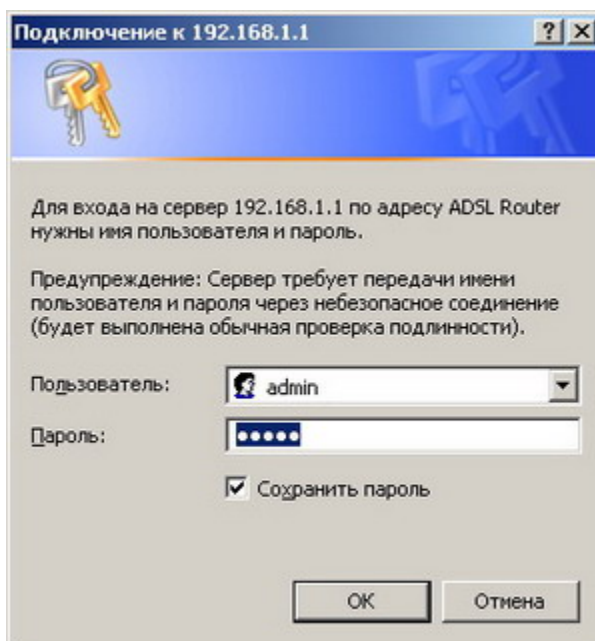 Подключение к 192.168.1.1
Для входа на сервер 192.168.1.1 по адресу ADSL Router
нужны имя пользователя и пароль.
Предупреждение: Сервер требует передачи имени
пользователя и пароля через небезопасное соединение
(будет выполнена обычная проверка подлинности).
Пользователь:
admin
Пароль:
●●●●●
Сохранить пароль
ОК
Отмена